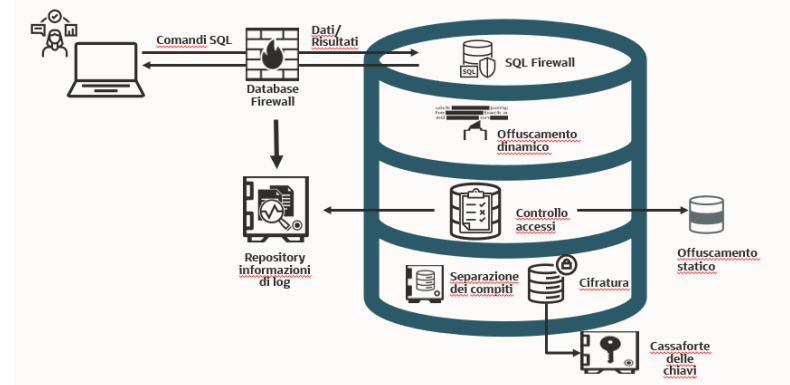 Comandi SQL
Dati/
Risultati
Database
Firewall
SQL
SQL Firewall
Offuscamento
dinamico
Controllo
accessi
Repository
informazioni
di log
Offuscamento
statico
Separazione
dei compiti
Cifratura
Cassaforte
delle
chiavi